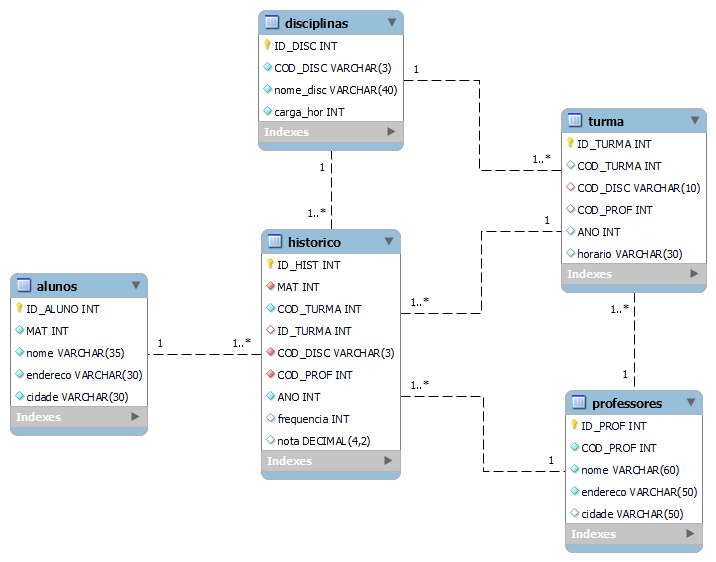 disciplinas
ID_DISC INT
COD_DISC VARCHAR(3)
nome_disc VARCHAR(40)
carga_hor INT
Indexes
1
1..*
1
1..*
turma
ID_TURMA INT
COD_TURMA INT
COD_DISC VARCHAR(10)
COD_PROF INT
ANO INT
horario VARCHAR(30)
Indexes
historico
ID_HIST INT
MAT INT
COD_TURMA INT
ID_TURMA INT
COD_DISC VARCHAR(3)
COD_PROF INT
ANO INT
frequencia INT
nota DECIMAL(4,2)
Indexes
1
1..*
alunos
ID_ALUNO INT
MAT INT
nome VARCHAR(35)
endereco VARCHAR(30)
cidade VARCHAR(30)
Indexes
1
1..*
1..*
1
1..*
1
professores
ID_PROF INT
COD_PROF INT
nome VARCHAR(60)
endereco VARCHAR(50)
cidade VARCHAR(50)
Indexes